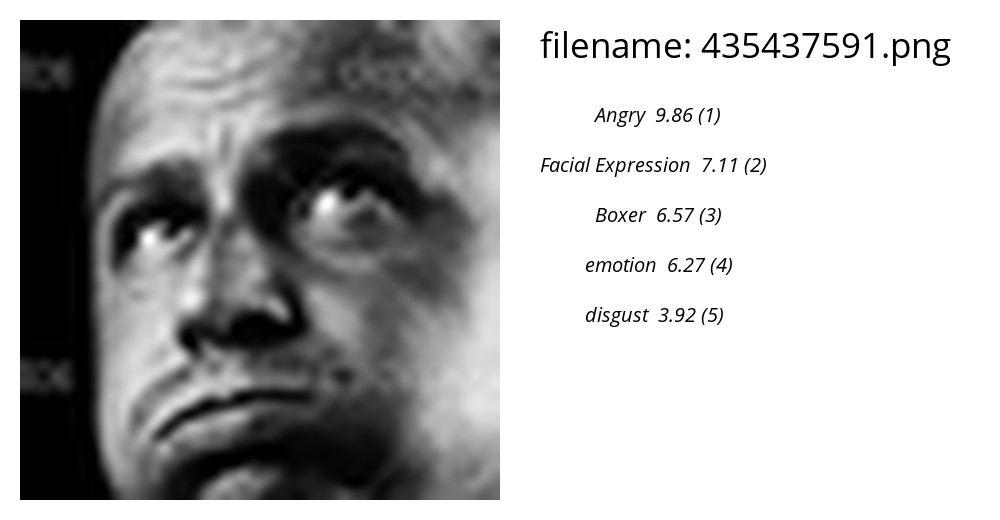 filename: 435437591.png
Angry 9.86 (1)
Facial Expression 7.11 (2)
Boxer 6.57 (3)
emotion 6.27 (4)
disgust 3.92 (5)